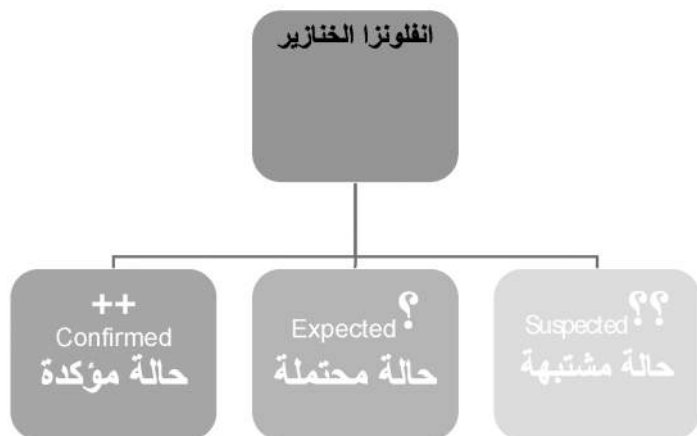 انفلونزا الخنازير
؟؟ Suspected
حالة مشتبهة
؟ Expected
حالة محتملة
++
Confirmed
حالة مؤكدة